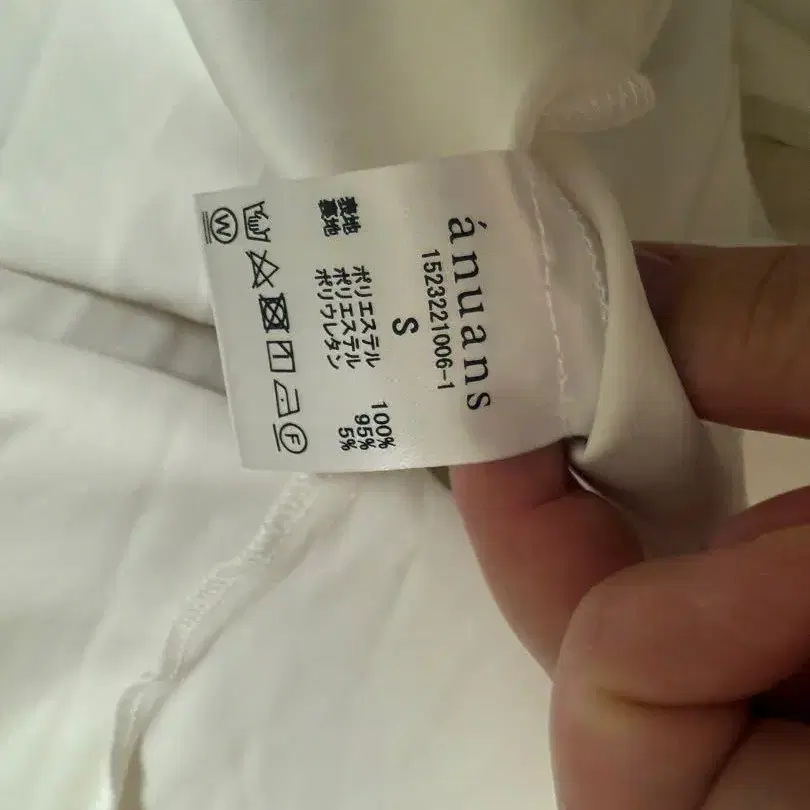 ánuans
1523221006-1
S
表地 ポリエステル 100%
裏地 ポリエステル 95%
ポリウレタン 5%
W
F